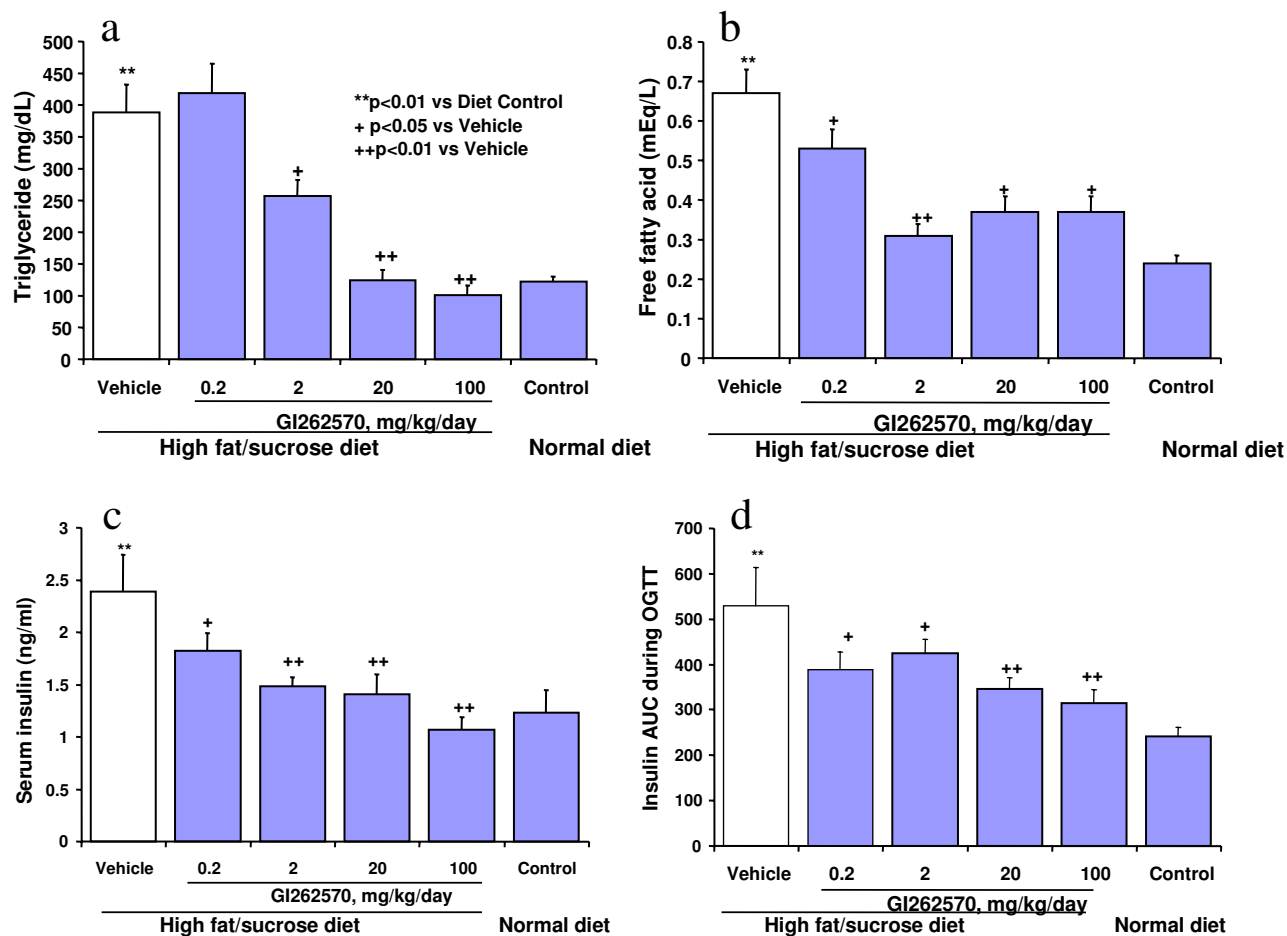 a
Triglyceride (mg/dL)
500
450
400
350
300
250
200
150
100
50
0
**
+
++
++
**p<0.01 vs Diet Control
+ p<0.05 vs Vehicle
++p<0.01 vs Vehicle
Vehicle 0.2 2 20 100 Control
GI262570, mg/kg/day
High fat/sucrose diet Normal diet
b
Free fatty acid (mEq/L)
0.8
0.7
0.6
0.5
0.4
0.3
0.2
0.1
0
**
+
++
+
+
Vehicle 0.2 2 20 100 Control
GI262570, mg/kg/day
High fat/sucrose diet Normal diet
c
Serum insulin (ng/ml)
3
2.5
2
1.5
1
0.5
0
**
+
++
++
++
Vehicle 0.2 2 20 100 Control
GI262570, mg/kg/day
High fat/sucrose diet Normal diet
d
Insulin AUC during OGTT
700
600
500
400
300
200
100
0
**
+
+
++
++
Vehicle 0.2 2 20 100 Control
GI262570, mg/kg/day
High fat/sucrose diet Normal diet